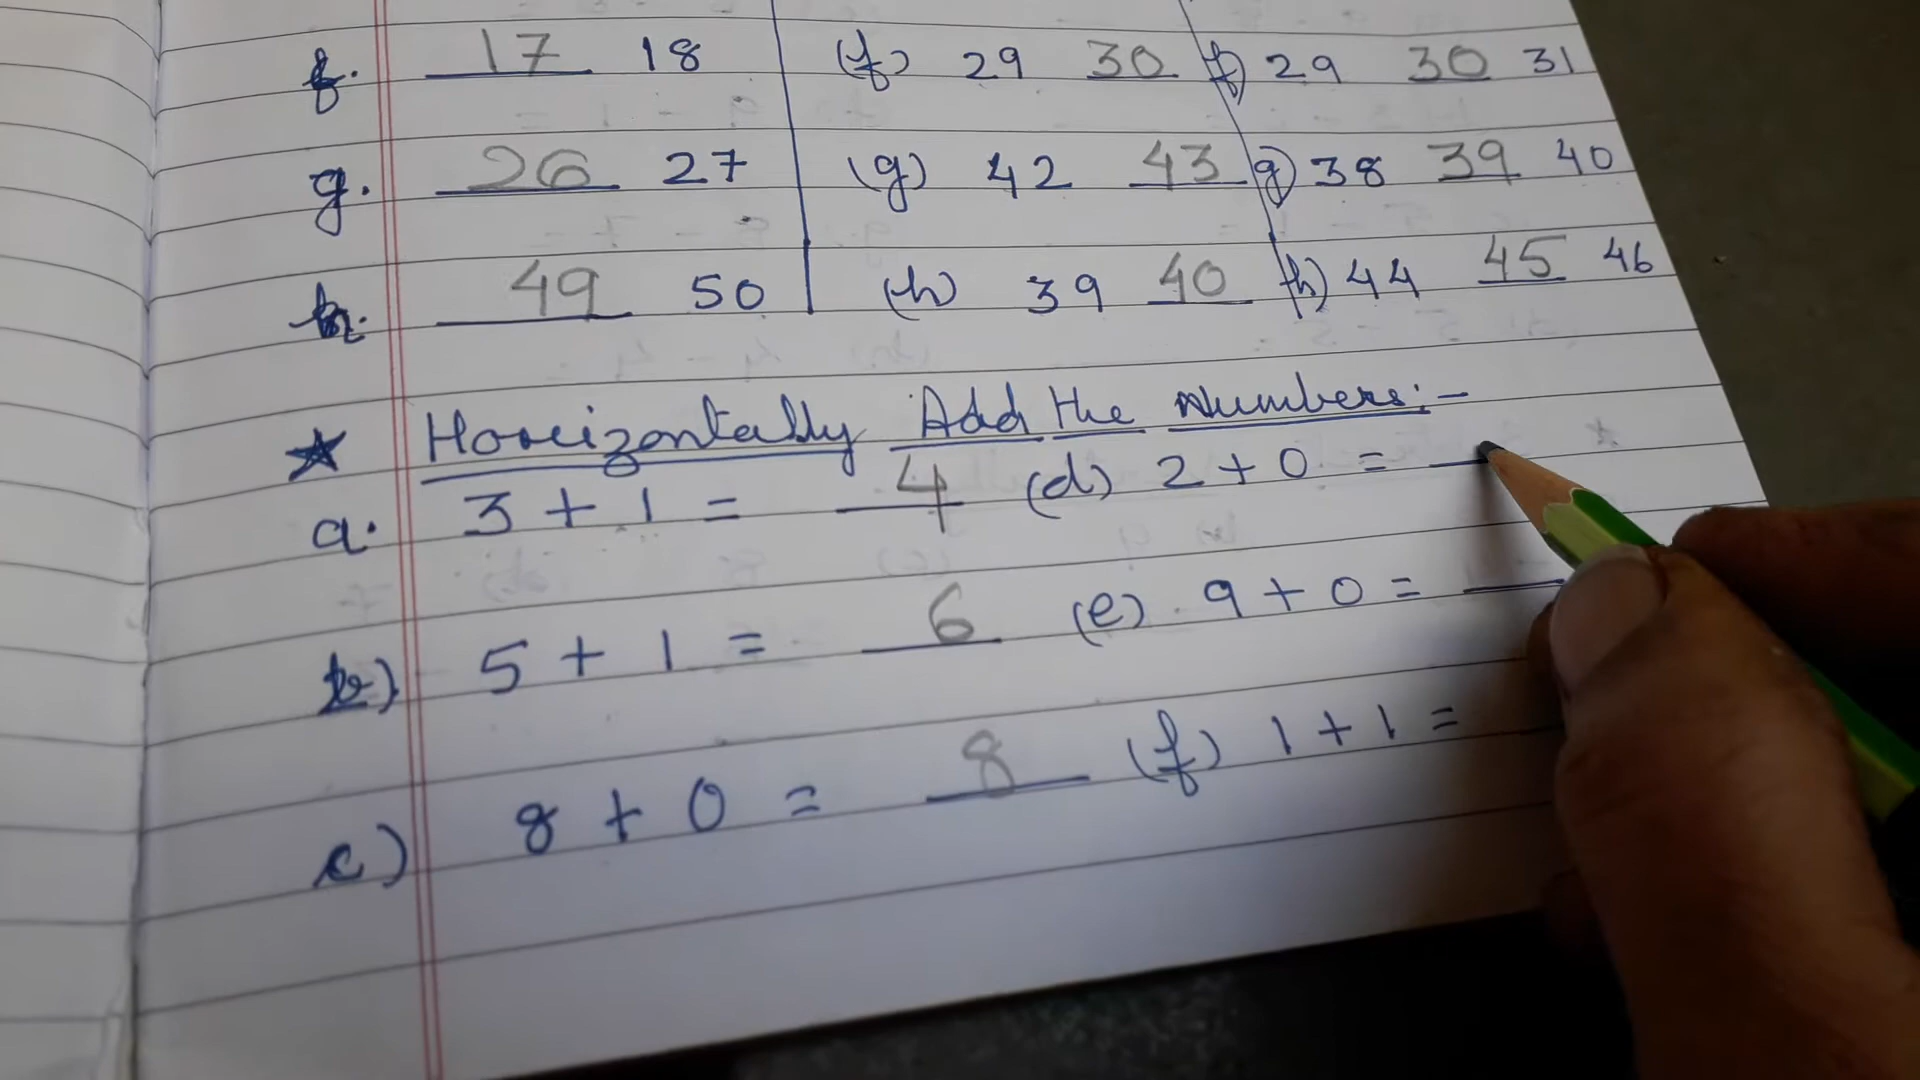 f. 17 18 (f) 29 30 f) 29 30 31
g. 26 27 (g) 42 43 g) 38 39 40
h. 49 50 (h) 39 40 h) 44 45 46
★ Horizontally Add the Numbers:-
a. 3 + 1 = 4 (d) 2 + 0 =
b) 5 + 1 = 6 (e) 9 + 0 =
c) 8 + 0 = 8 (f) 1 + 1 =